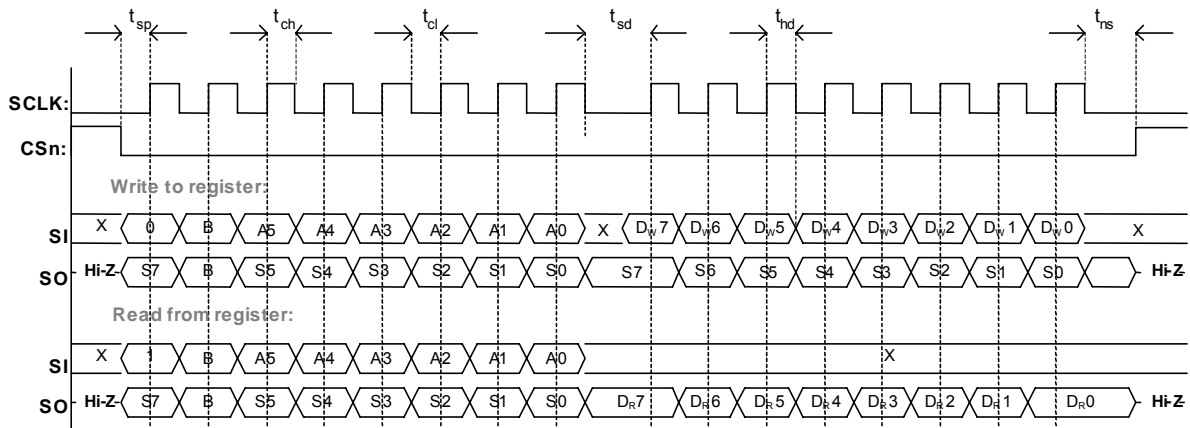 tsp tch tcl tsd thd tns
SCLK:
CSn:
Write to register:
SI X 0 B A5 A4 A3 A2 A1 A0 X DW7 DW6 DW5 DW4 DW3 DW2 DW1 DW0 X
SO Hi-Z S7 B S5 S4 S3 S2 S1 S0 S7 S6 S5 S4 S3 S2 S1 S0 Hi-Z
Read from register:
SI X 1 B A5 A4 A3 A2 A1 A0 X
SO Hi-Z S7 B S5 S4 S3 S2 S1 S0 DR7 DR6 DR5 DR4 DR3 DR2 DR1 DR0 Hi-Z